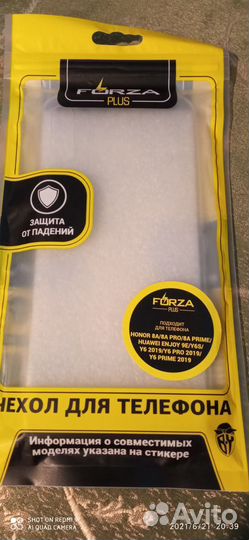 FORZA
PLUS
ЗАЩИТА
ОТ ПАДЕНИЙ
FORZA
PLUS
ПОДХОДИТ
ДЛЯ ТЕЛЕФОНА
HONOR 8A/8A PRO/8A PRIME/
HUAWEI ENJOY 9E/Y6S/
Y6 2019/Y6 PRO 2019/
Y6 PRIME 2019
ЧЕХОЛ ДЛЯ ТЕЛЕФОНА
Информация о совместимых
моделях указана на стикере
SHOT ON REDMI 9
AI QUAD CAMERA
2021/6/21 20:39
Avito